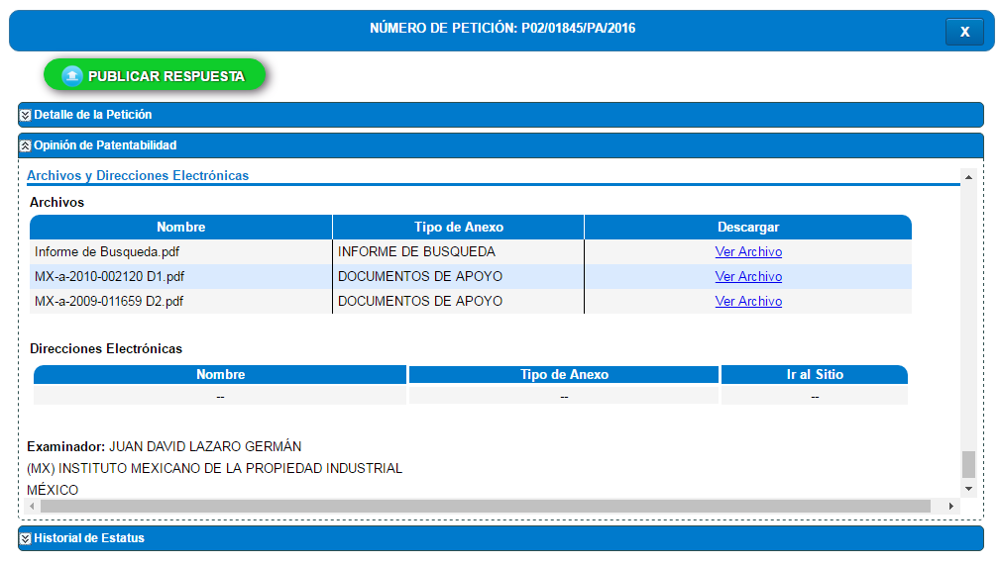 NÚMERO DE PETICIÓN: P02/01845/PA/2016
X
PUBLICAR RESPUESTA
Detalle de la Petición
Opinión de Patentabilidad
Archivos y Direcciones Electrónicas
Archivos
Nombre Tipo de Anexo Descargar
Informe de Busqueda.pdf INFORME DE BUSQUEDA Ver Archivo
MX-a-2010-002120 D1.pdf DOCUMENTOS DE APOYO Ver Archivo
MX-a-2009-011659 D2.pdf DOCUMENTOS DE APOYO Ver Archivo
Direcciones Electrónicas
Nombre Tipo de Anexo Ir al Sitio
-- -- --
Examinador: JUAN DAVID LAZARO GERMÁN
(MX) INSTITUTO MEXICANO DE LA PROPIEDAD INDUSTRIAL
MÉXICO
Historial de Estatus